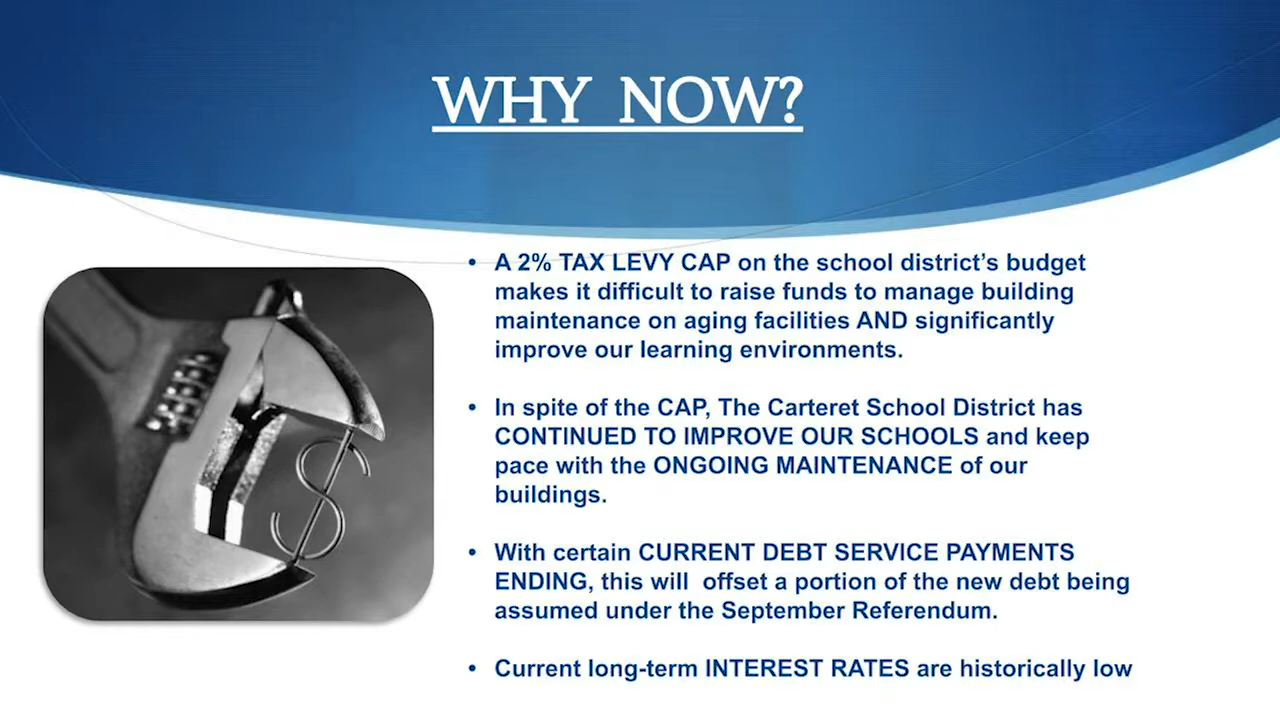 WHY NOW?
• A 2% TAX LEVY CAP on the school district’s budget
makes it difficult to raise funds to manage building
maintenance on aging facilities AND significantly
improve our learning environments.
• In spite of the CAP, The Carteret School District has
CONTINUED TO IMPROVE OUR SCHOOLS and keep
pace with the ONGOING MAINTENANCE of our
buildings.
• With certain CURRENT DEBT SERVICE PAYMENTS
ENDING, this will  offset a portion of the new debt being
assumed under the September Referendum.
• Current long-term INTEREST RATES are historically low